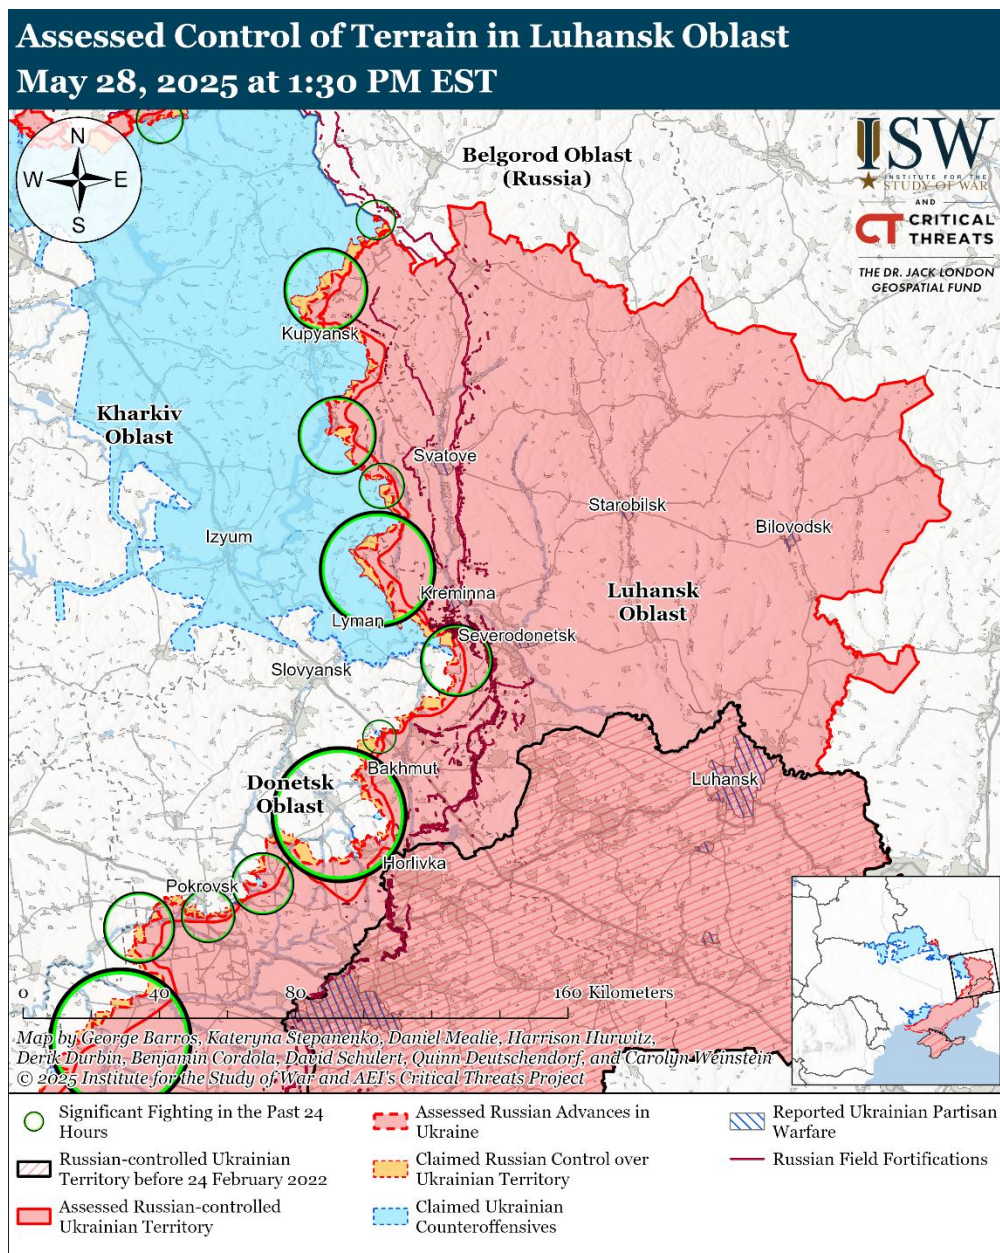 Assessed Control of Terrain in Luhansk Oblast
May 28, 2025 at 1:30 PM EST
N
W
E
S
Belgorod Oblast
(Russia)
ISW
INSTITUTE FOR THE
STUDY OF WAR
AND
CT CRITICAL
THREATS
THE DR. JACK LONDON
GEOSPATIAL FUND
Kupyansk
Kharkiv
Oblast
Svatove
Starobilsk
Bilovodsk
Izyum
Kreminna
Luhansk
Oblast
Lyman
Severodonetsk
Slovyansk
Bakhmut
Luhansk
Donetsk
Oblast
Horlivka
Pokrovsk
0
40
80
160 Kilometers
Map by George Barros, Kateryna Stepanenko, Daniel Mealie, Harrison Hurwitz,
Derik Durbin, Benjamin Cordola, David Schulert, Quinn Deutschendorf, and Carolyn Weinstein
© 2025 Institute for the Study of War and AEI's Critical Threats Project
Significant Fighting in the Past 24
Hours
Russian-controlled Ukrainian
Territory before 24 February 2022
Assessed Russian-controlled
Ukrainian Territory
Assessed Russian Advances in
Ukraine
Claimed Russian Control over
Ukrainian Territory
Claimed Ukrainian
Counteroffensives
Reported Ukrainian Partisan
Warfare
Russian Field Fortifications